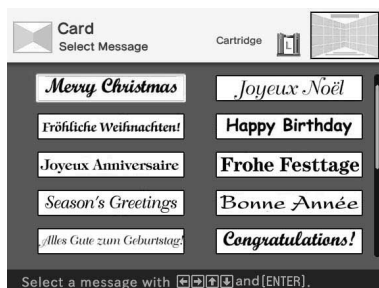 Card
Select Message
Cartridge
L
Merry Christmas
Joyeux Noël
Fröhliche Weihnachten!
Happy Birthday
Joyeux Anniversaire
Frohe Festtage
Season's Greetings
Bonne Année
Alles Gute zum Geburtstag!
Congratulations!
Select a message with [←][→][↑][↓] and [ENTER].